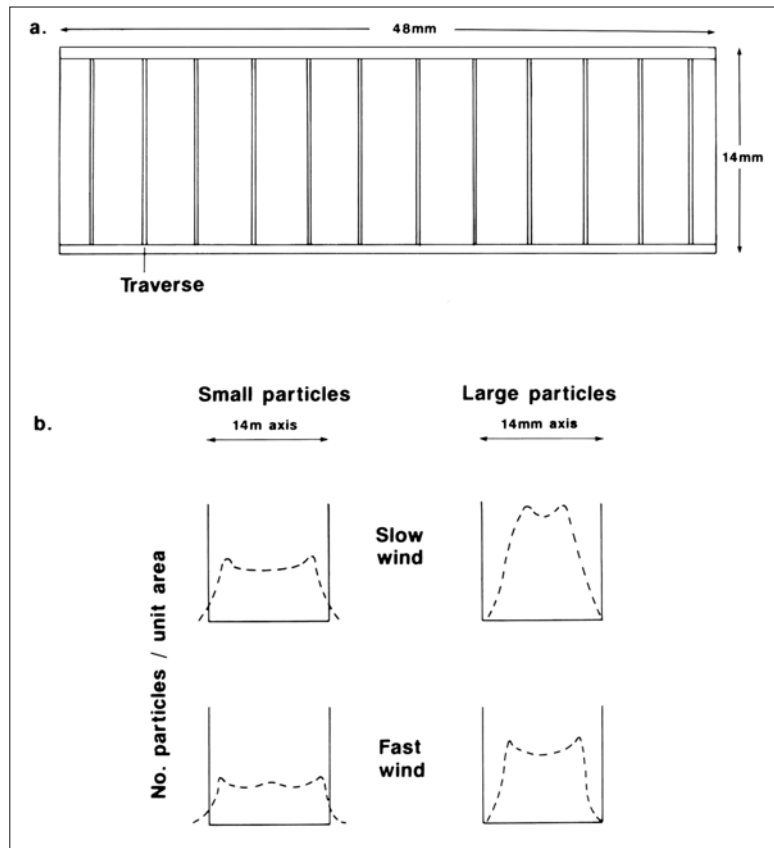 a.
48mm
14mm
Traverse
b.
Small particles
Large particles
14m axis
14mm axis
No. particles / unit area
Slow
wind
Fast
wind